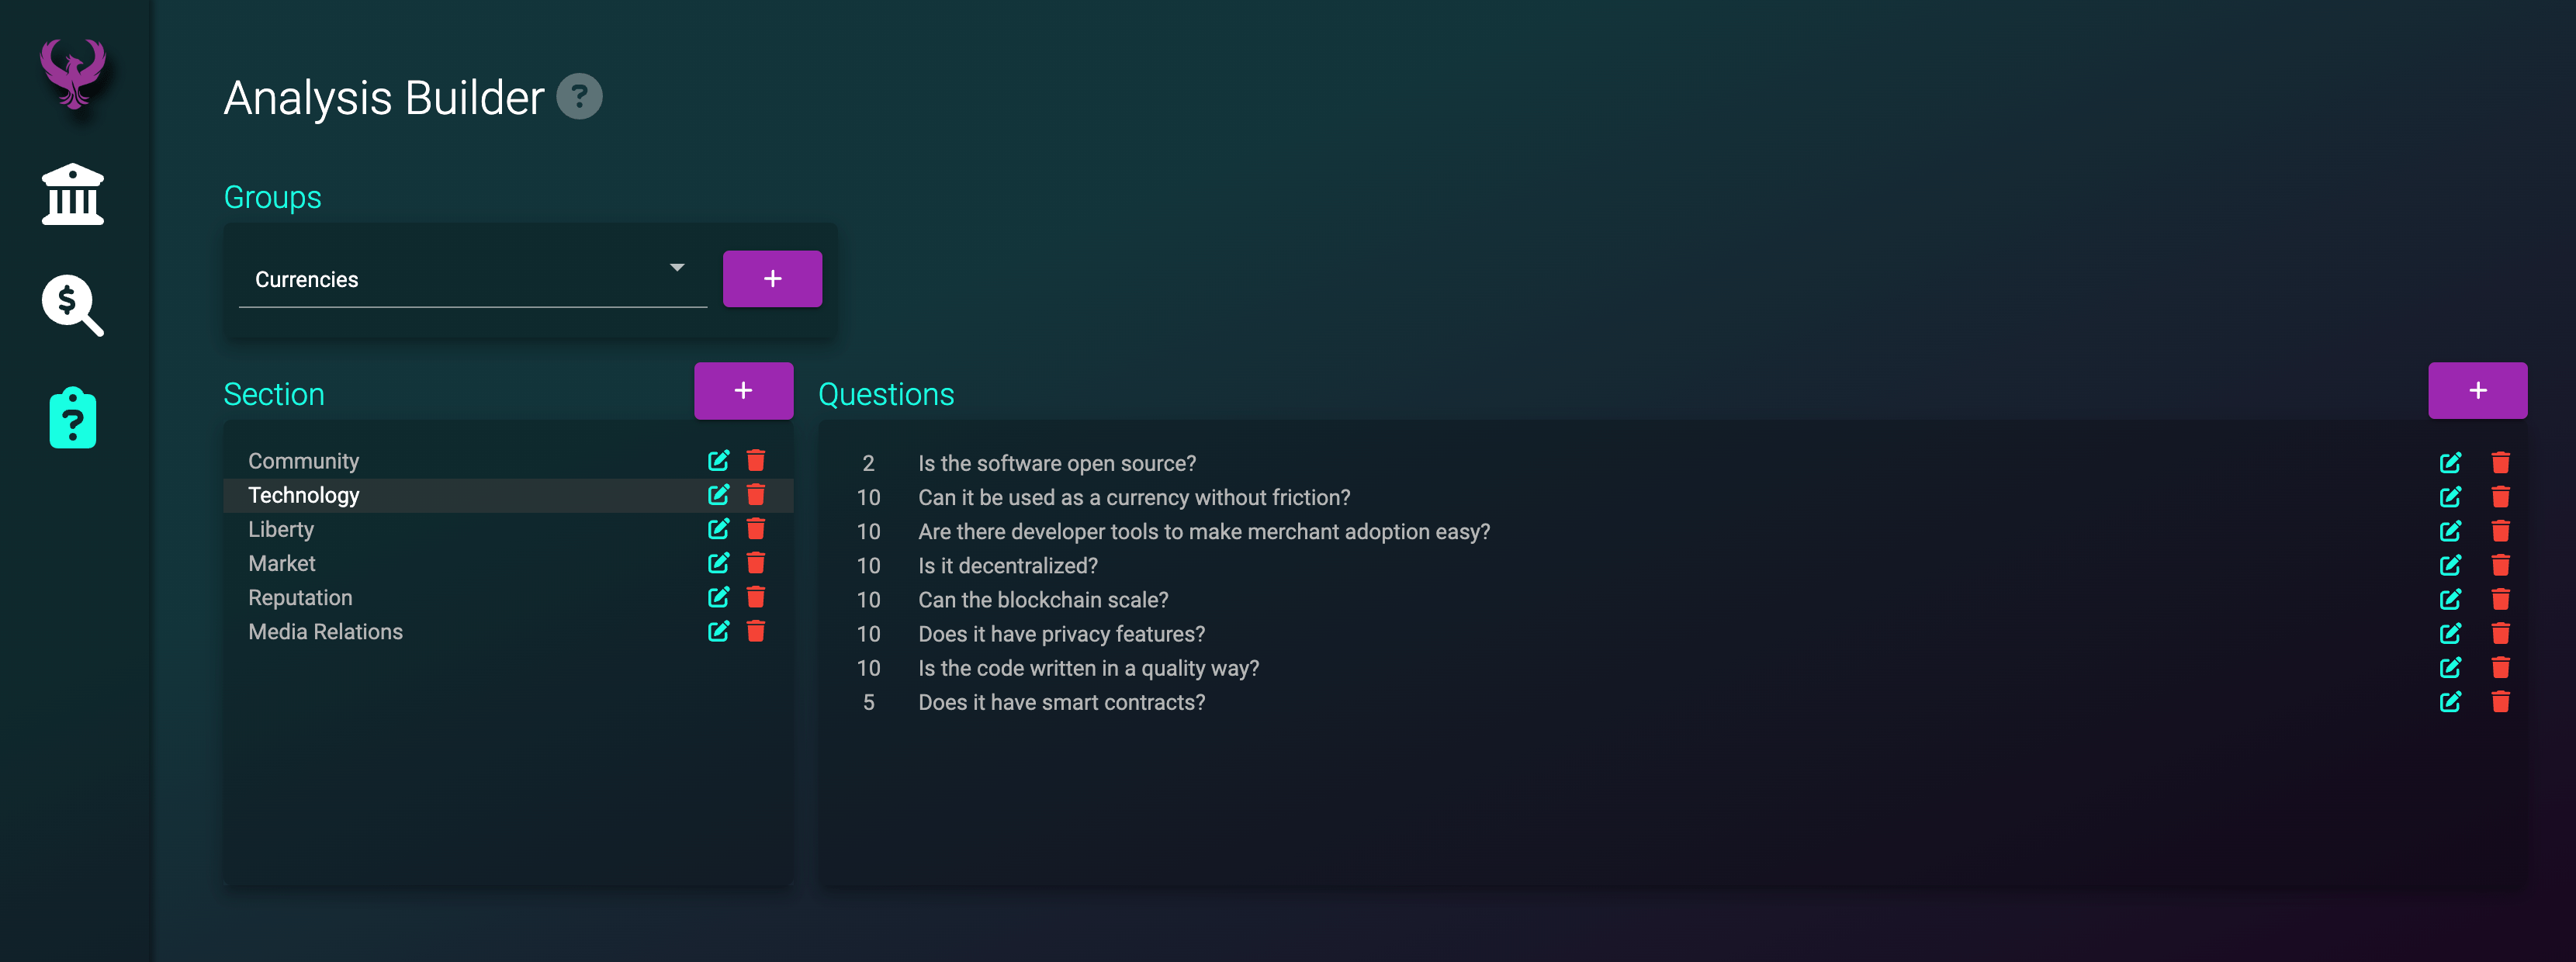 Analysis Builder ?
Groups
Currencies
+
Section
+
Community
Technology
Liberty
Market
Reputation
Media Relations
Questions
+
2 Is the software open source?
10 Can it be used as a currency without friction?
10 Are there developer tools to make merchant adoption easy?
10 Is it decentralized?
10 Can the blockchain scale?
10 Does it have privacy features?
10 Is the code written in a quality way?
5 Does it have smart contracts?